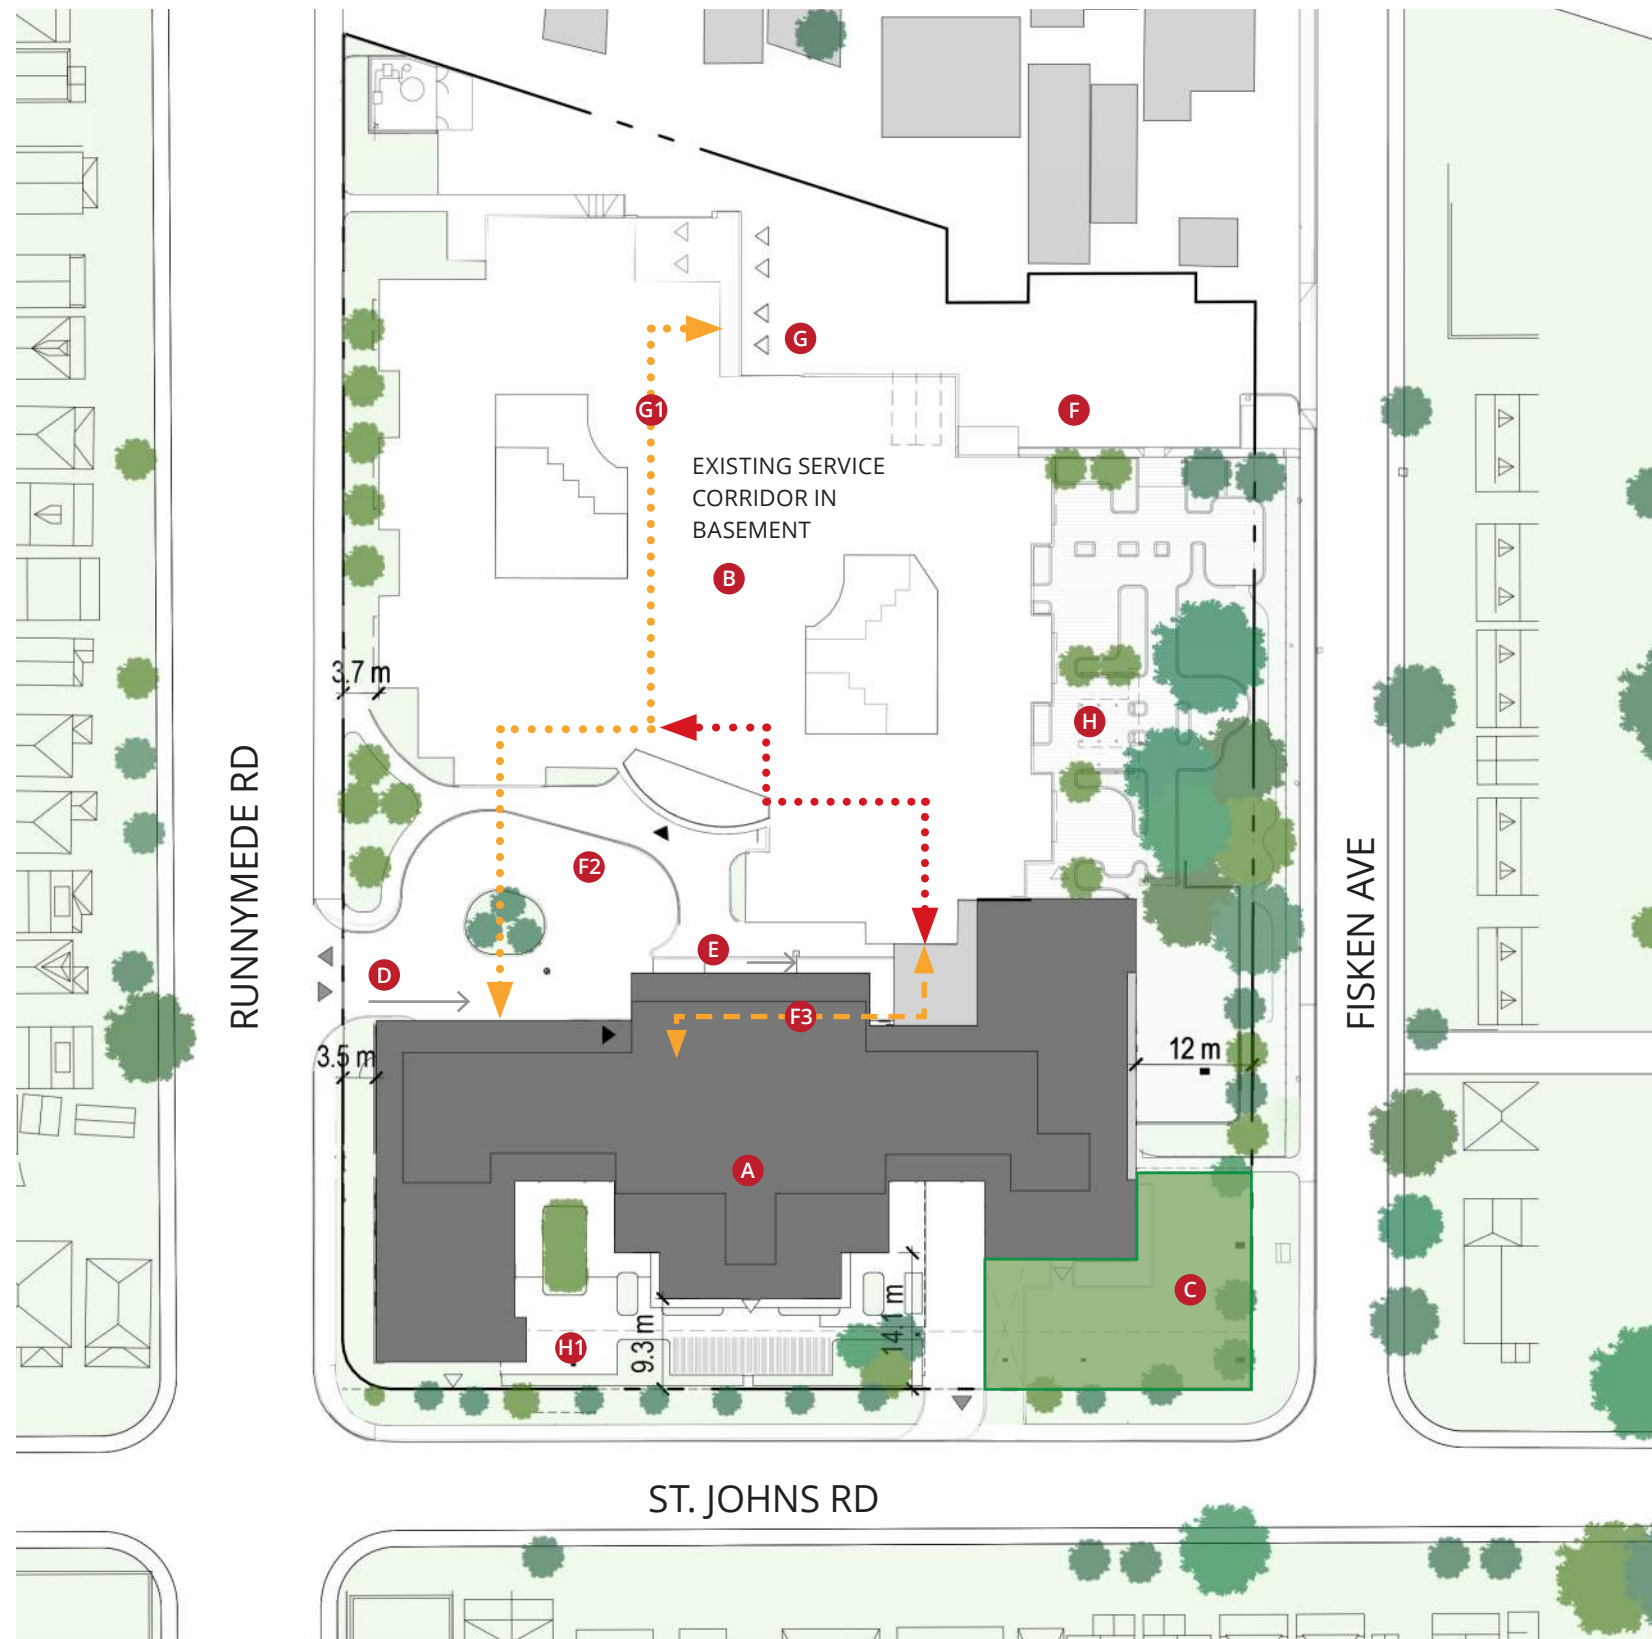 G
G1
F
EXISTING SERVICE
CORRIDOR IN
BASEMENT
B
3.7 m
H
RUNNYMEDE RD
FISKEN AVE
F2
E
D
F3
3.5 m
12 m
A
C
14.1 m
9.3 m
H1
ST. JOHNS RD